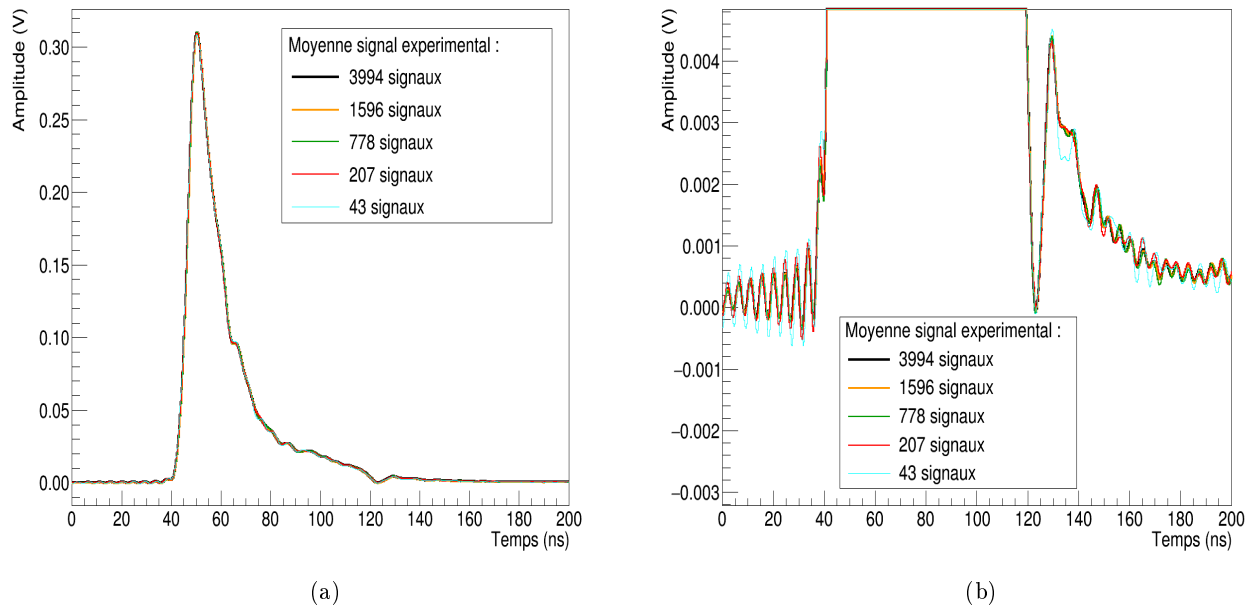 Amplitude (V)
0.30
0.25
0.20
0.15
0.10
0.05
0.00
Moyenne signal experimental :
3994 signaux
1596 signaux
778 signaux
207 signaux
43 signaux
0 20 40 60 80 100 120 140 160 180 200
Temps (ns)
(a)
Amplitude (V)
0.004
0.003
0.002
0.001
0.000
−0.001
−0.002
−0.003
Moyenne signal experimental :
3994 signaux
1596 signaux
778 signaux
207 signaux
43 signaux
0 20 40 60 80 100 120 140 160 180 200
Temps (ns)
(b)